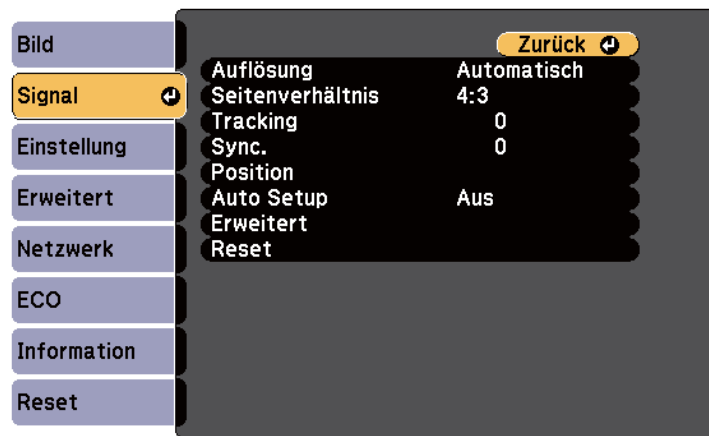 Bild
Signal
Einstellung
Erweitert
Netzwerk
ECO
Information
Reset
Zurück
Auflösung Automatisch
Seitenverhältnis 4:3
Tracking 0
Sync. 0
Position
Auto Setup Aus
Erweitert
Reset